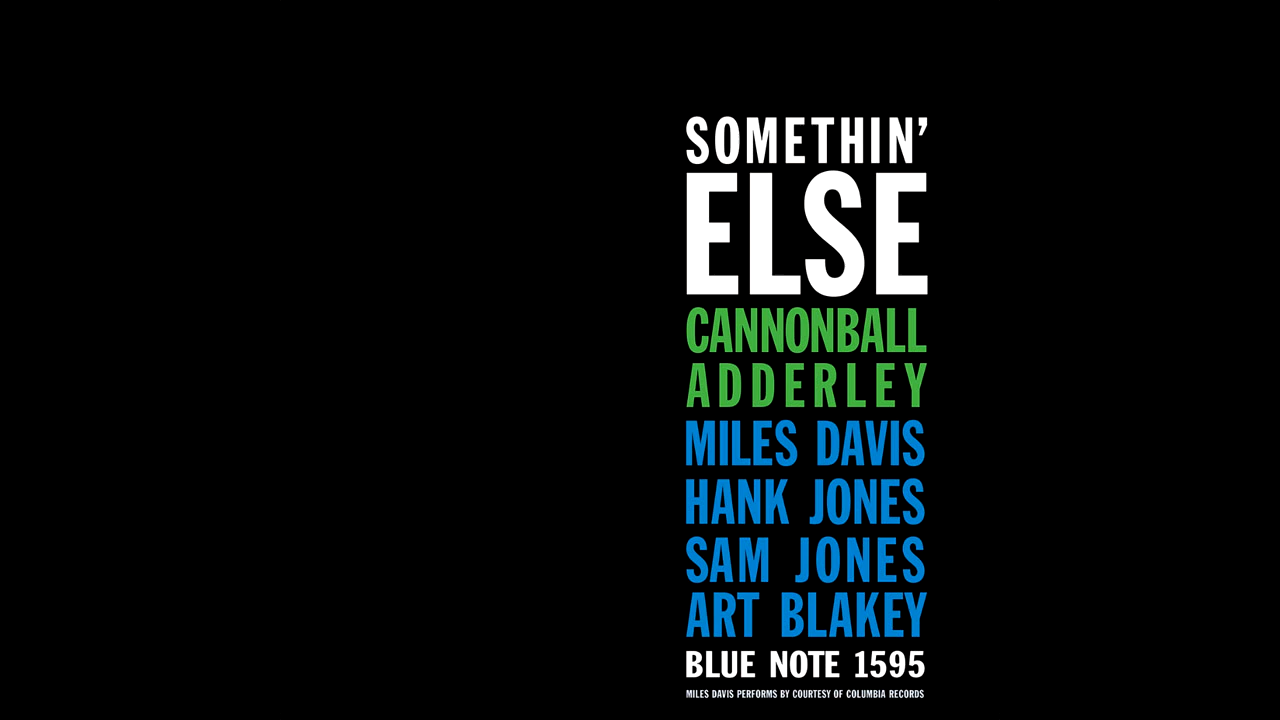 SOMETHIN’
ELSE
CANNONBALL
ADDERLEY
MILES DAVIS
HANK JONES
SAM JONES
ART BLAKEY
BLUE NOTE 1595
MILES DAVIS PERFORMS BY COURTESY OF COLUMBIA RECORDS